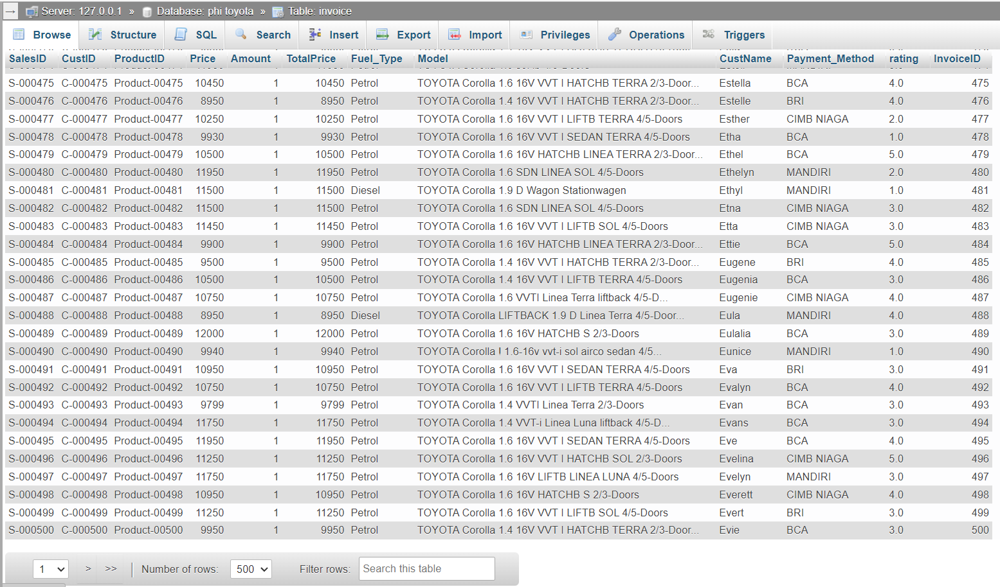 Server: 127.0.0.1 » Database: phi toyota » Table: invoice
Browse Structure SQL Search Insert Export Import Privileges Operations Triggers
SalesID CustID ProductID Price Amount TotalPrice Fuel_Type Model CustName Payment_Method rating InvoiceID
S-000475 C-000475 Product-00475 10450 1 10450 Petrol TOYOTA Corolla 1.6 16V VVT I HATCHB TERRA 2/3-Door... Estella BCA 4.0 475
S-000476 C-000476 Product-00476 8950 1 8950 Petrol TOYOTA Corolla 1.4 16V VVT I HATCHB TERRA 2/3-Door... Estelle BRI 4.0 476
S-000477 C-000477 Product-00477 10250 1 10250 Petrol TOYOTA Corolla 1.6 16V VVT I LIFTB TERRA 4/5-Doors Esther CIMB NIAGA 2.0 477
S-000478 C-000478 Product-00478 9930 1 9930 Petrol TOYOTA Corolla 1.6 16V VVT I SEDAN TERRA 4/5-Doors Etha BCA 1.0 478
S-000479 C-000479 Product-00479 10500 1 10500 Petrol TOYOTA Corolla 1.6 16V HATCHB LINEA TERRA 2/3-Door... Ethel BCA 5.0 479
S-000480 C-000480 Product-00480 11950 1 11950 Petrol TOYOTA Corolla 1.6 SDN LINEA SOL 4/5-Doors Ethelyn MANDIRI 2.0 480
S-000481 C-000481 Product-00481 11500 1 11500 Diesel TOYOTA Corolla 1.9 D Wagon Stationwagen Ethyl MANDIRI 1.0 481
S-000482 C-000482 Product-00482 11500 1 11500 Petrol TOYOTA Corolla 1.6 SDN LINEA SOL 4/5-Doors Etna CIMB NIAGA 3.0 482
S-000483 C-000483 Product-00483 11450 1 11450 Petrol TOYOTA Corolla 1.6 16V VVT I LIFTB SOL 4/5-Doors Etta CIMB NIAGA 3.0 483
S-000484 C-000484 Product-00484 9900 1 9900 Petrol TOYOTA Corolla 1.6 16V HATCHB LINEA TERRA 2/3-Door... Ettie BCA 5.0 484
S-000485 C-000485 Product-00485 9500 1 9500 Petrol TOYOTA Corolla 1.4 16V VVT I HATCHB TERRA 2/3-Door... Eugene BRI 4.0 485
S-000486 C-000486 Product-00486 10500 1 10500 Petrol TOYOTA Corolla 1.4 16V VVT I LIFTB TERRA 4/5-Doors Eugenia BCA 3.0 486
S-000487 C-000487 Product-00487 10750 1 10750 Petrol TOYOTA Corolla 1.6 VVTI Linea Terra liftback 4/5-D... Eugenie CIMB NIAGA 4.0 487
S-000488 C-000488 Product-00488 8950 1 8950 Diesel TOYOTA Corolla LIFTBACK 1.9 D Linea Terra 4/5-Door... Eula MANDIRI 4.0 488
S-000489 C-000489 Product-00489 12000 1 12000 Petrol TOYOTA Corolla 1.6 16V HATCHB S 2/3-Doors Eulalia BCA 3.0 489
S-000490 C-000490 Product-00490 9940 1 9940 Petrol TOYOTA Corolla ! 1.6-16v vvt-i sol airco sedan 4/5... Eunice MANDIRI 1.0 490
S-000491 C-000491 Product-00491 10950 1 10950 Petrol TOYOTA Corolla 1.6 16V VVT I SEDAN TERRA 4/5-Doors Eva BRI 3.0 491
S-000492 C-000492 Product-00492 10750 1 10750 Petrol TOYOTA Corolla 1.6 16V VVT I LIFTB TERRA 4/5-Doors Evalyn BCA 4.0 492
S-000493 C-000493 Product-00493 9799 1 9799 Petrol TOYOTA Corolla 1.4 VVTI Linea Terra 2/3-Doors Evan BCA 3.0 493
S-000494 C-000494 Product-00494 11750 1 11750 Petrol TOYOTA Corolla 1.4 VVT-i Linea Luna liftback 4/5-D... Evans BCA 3.0 494
S-000495 C-000495 Product-00495 11950 1 11950 Petrol TOYOTA Corolla 1.6 16V VVT I SEDAN TERRA 4/5-Doors Eve BCA 4.0 495
S-000496 C-000496 Product-00496 11250 1 11250 Petrol TOYOTA Corolla 1.6 16V VVT I HATCHB SOL 2/3-Doors Evelina CIMB NIAGA 5.0 496
S-000497 C-000497 Product-00497 11750 1 11750 Petrol TOYOTA Corolla 1.6 16V LIFTB LINEA LUNA 4/5-Doors Evelyn MANDIRI 3.0 497
S-000498 C-000498 Product-00498 10950 1 10950 Petrol TOYOTA Corolla 1.6 16V HATCHB S 2/3-Doors Everett CIMB NIAGA 4.0 498
S-000499 C-000499 Product-00499 11250 1 11250 Petrol TOYOTA Corolla 1.6 16V VVT I LIFTB SOL 4/5-Doors Evert BRI 3.0 499
S-000500 C-000500 Product-00500 9950 1 9950 Petrol TOYOTA Corolla 1.4 16V VVT I HATCHB TERRA 2/3-Door... Evie BCA 3.0 500
1 > >> | Number of rows: 500 Filter rows: Search this table